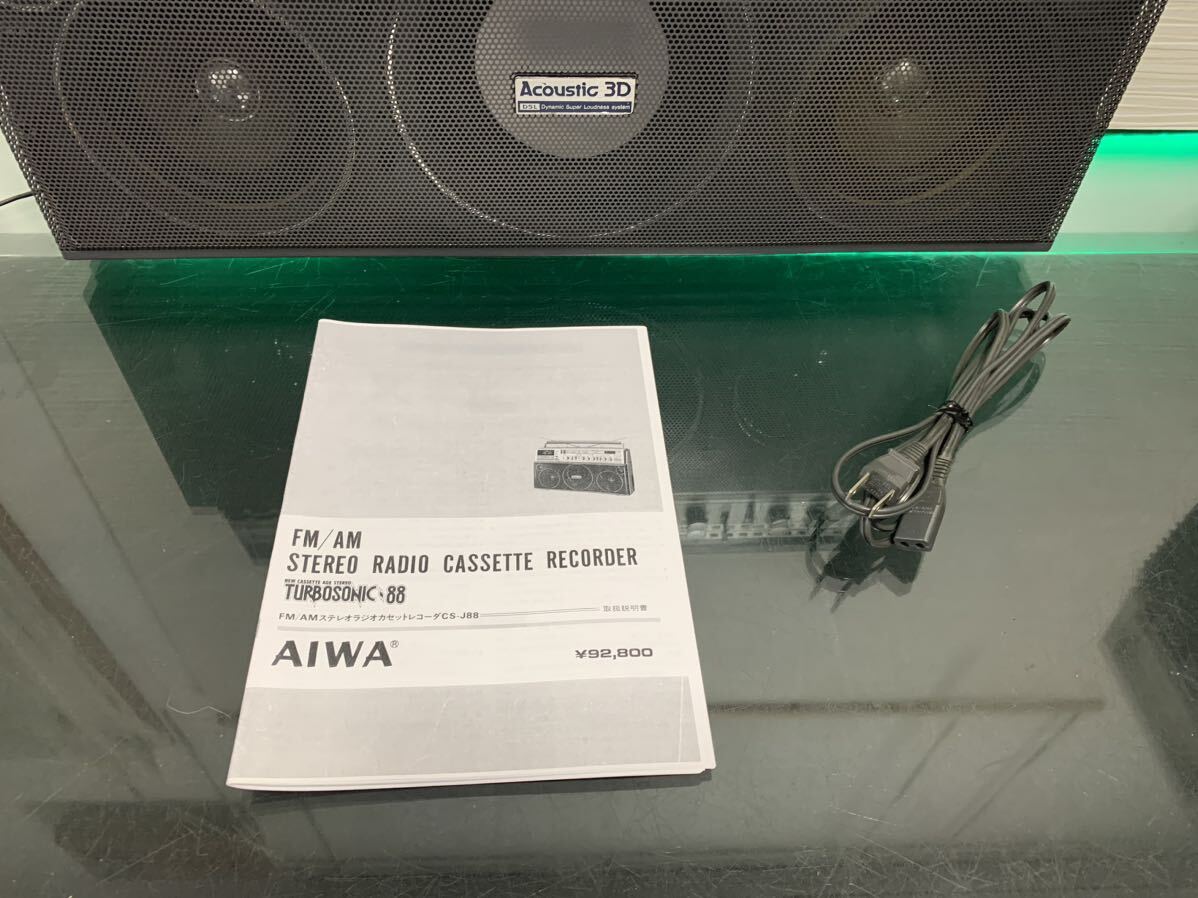 Acoustic 3D
DSL Dynamic Super Loudness system
FM/AM
STEREO RADIO CASSETTE RECORDER
NEW CASSETTE AGE STEREO
TURBOSONIC 88
FM/AMステレオラジオカセットレコーダCS-J88 取扱説明書
AIWA® ¥92,800